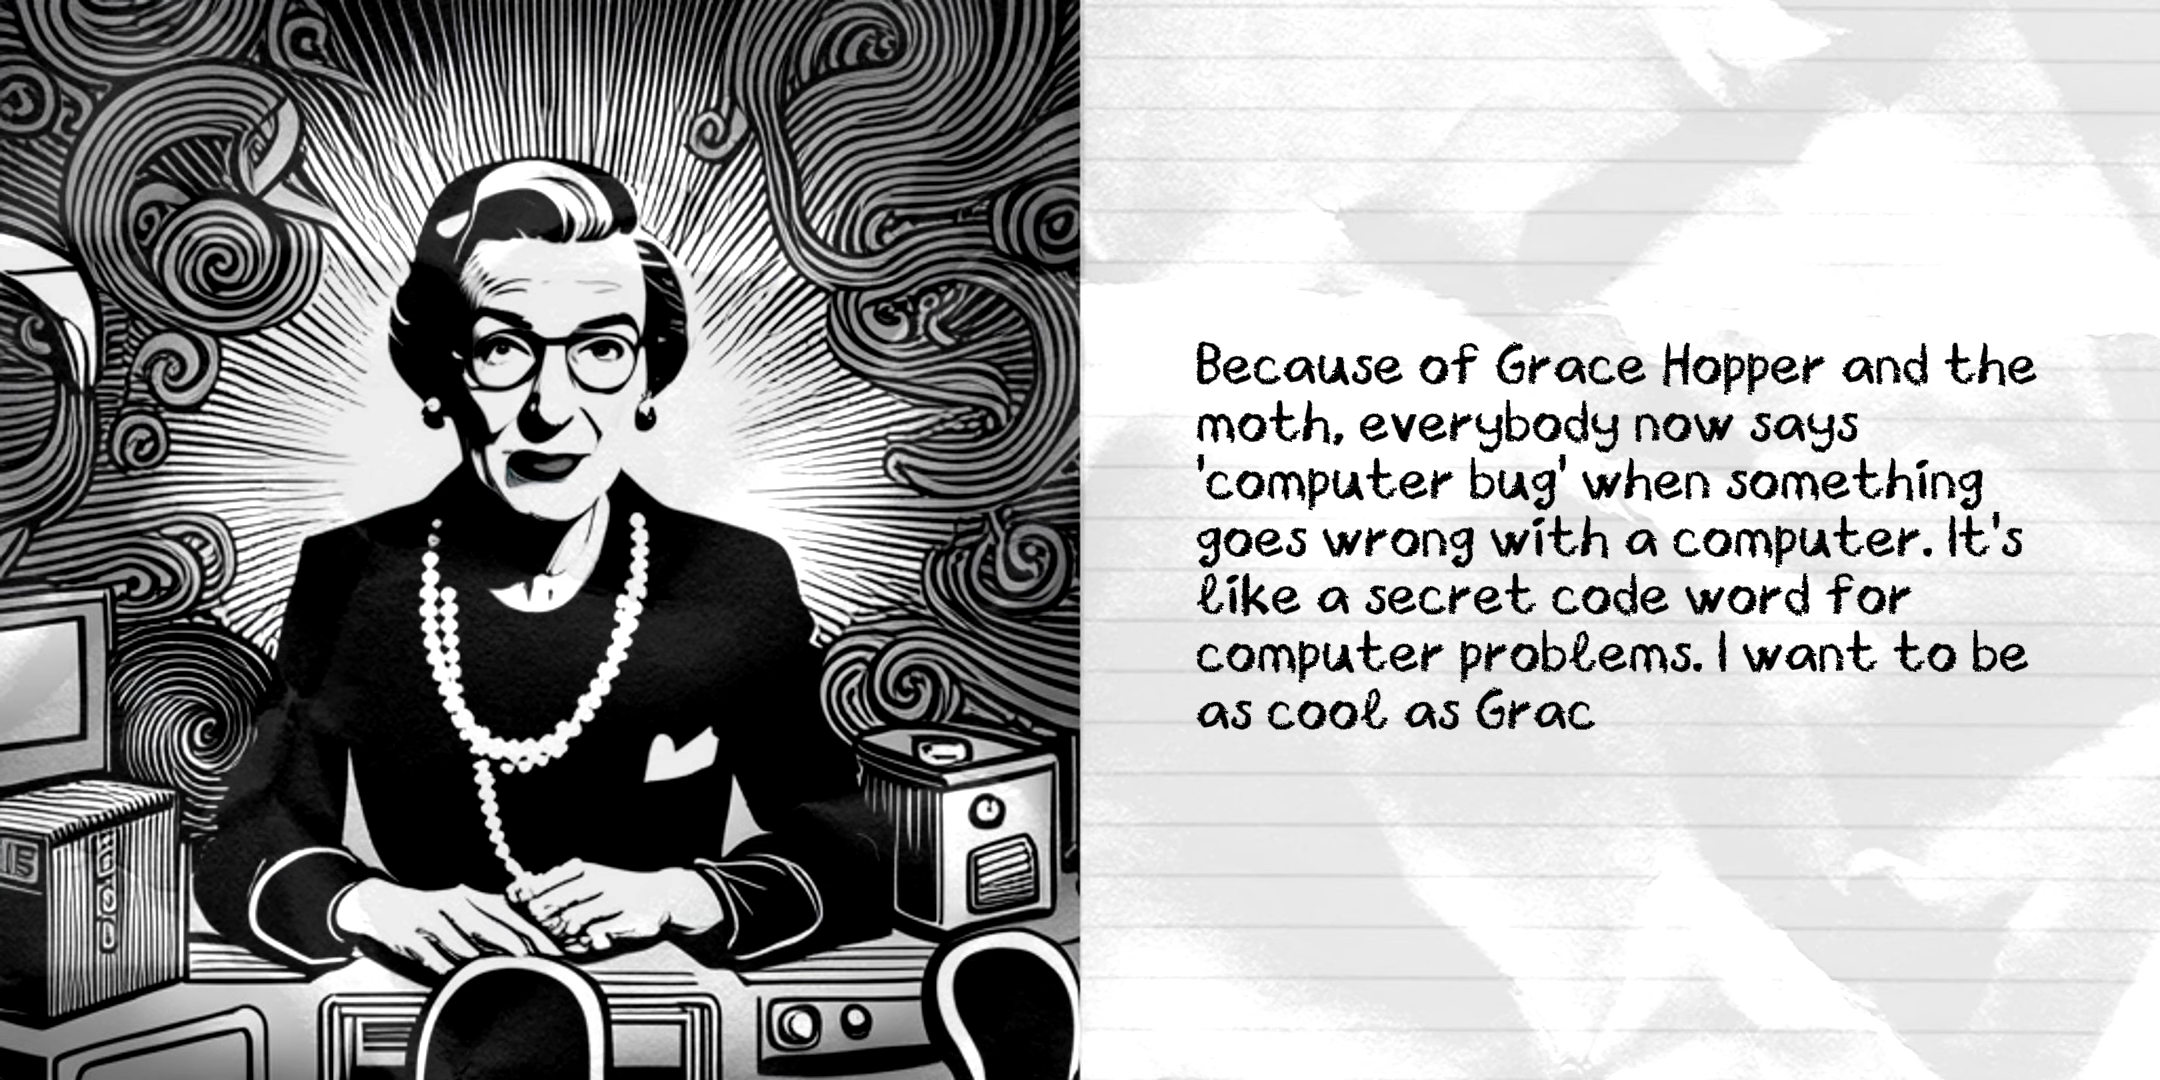 Because of Grace Hopper and the
moth, everybody now says
'computer bug' when something
goes wrong with a computer. It's
like a secret code word for
computer problems. I want to be
as cool as Grac